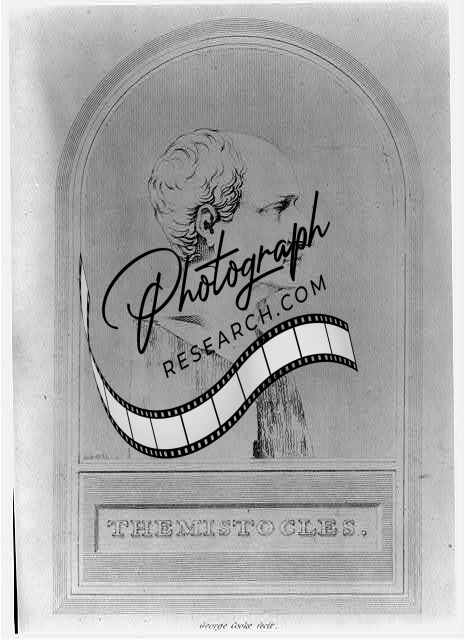 Photograph
RESEARCH.COM
THEMISTOCLES.
George Cooke fecit.